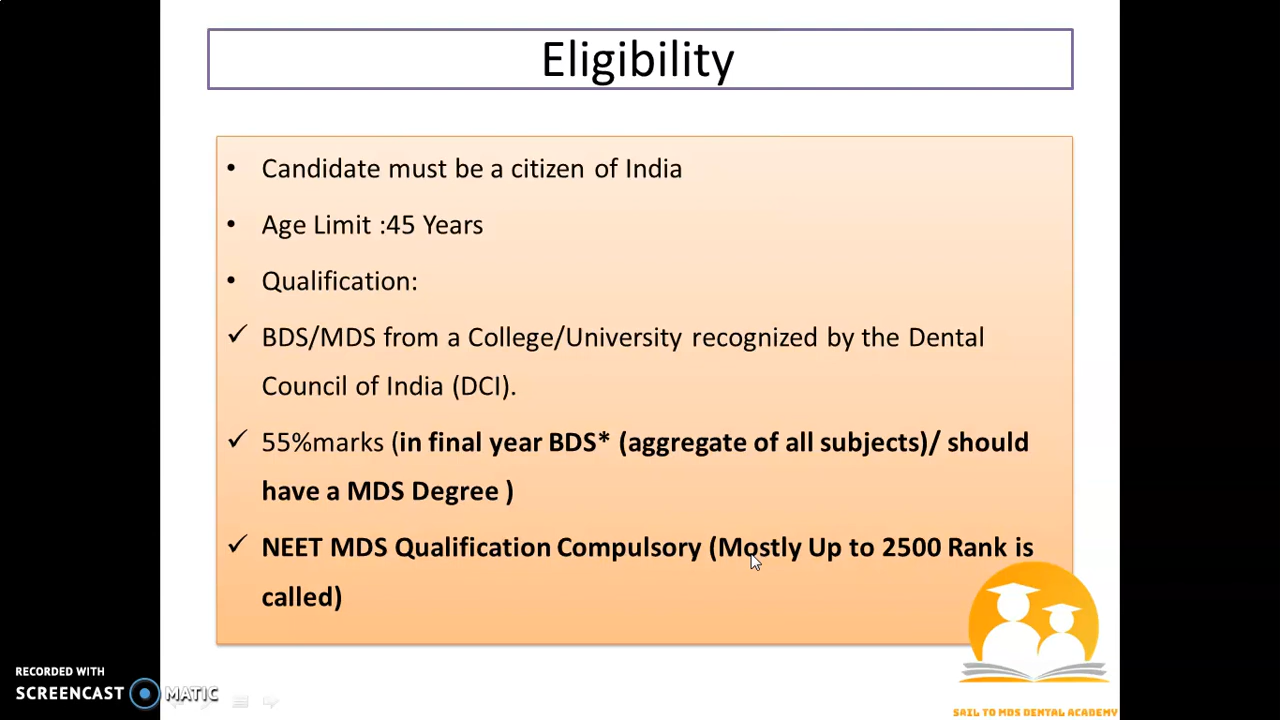 Eligibility
• Candidate must be a citizen of India
• Age Limit :45 Years
• Qualification:
✓ BDS/MDS from a College/University recognized by the Dental
Council of India (DCI).
✓ 55%marks (in final year BDS* (aggregate of all subjects)/ should
have a MDS Degree )
✓ NEET MDS Qualification Compulsory (Mostly Up to 2500 Rank is
called)
RECORDED WITH
SCREENCAST MATIC
SAIL TO MDS DENTAL ACADEMY